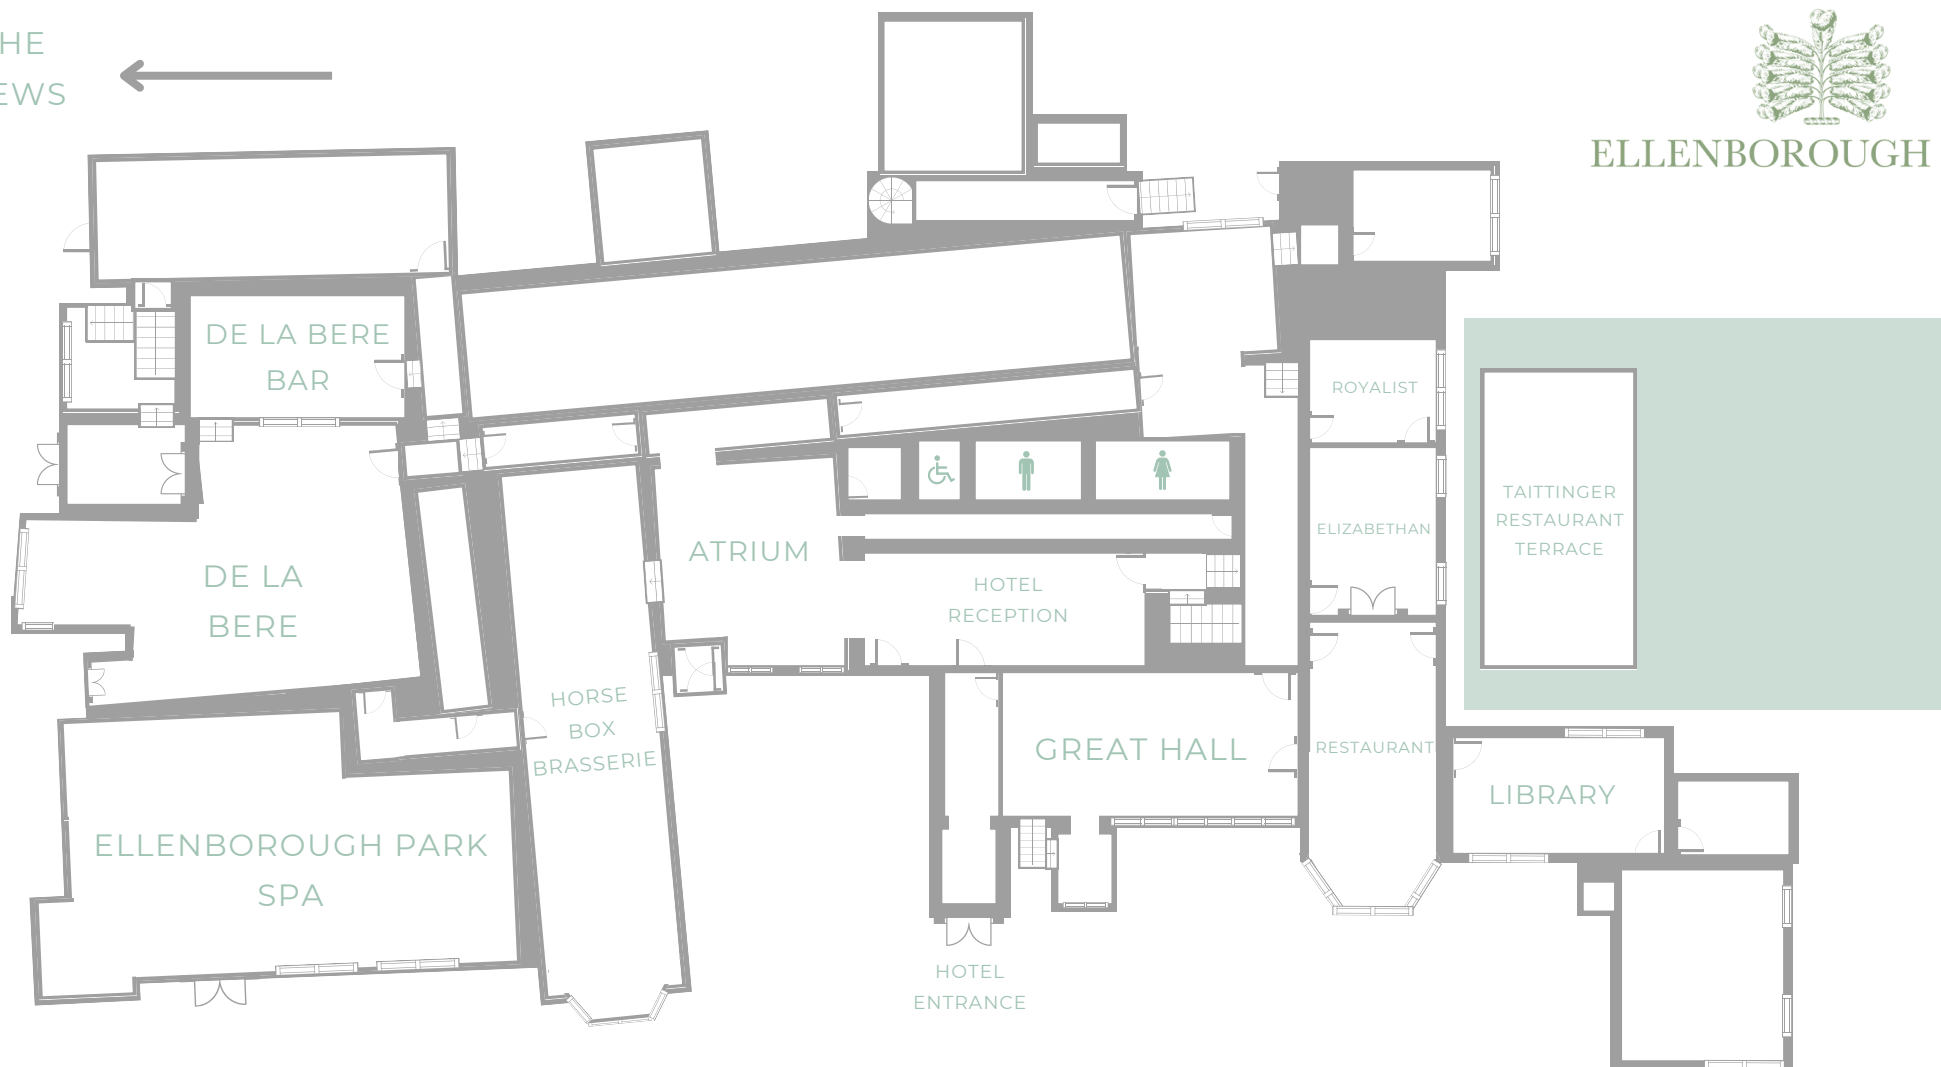 HE
EWS
ELLENBOROUGH
DE LA BERE
BAR
ROYALIST
TAITTINGER
RESTAURANT
TERRACE
ELIZABETHAN
ATRIUM
HOTEL
RECEPTION
DE LA
BERE
HORSE
BOX
BRASSERIE
GREAT HALL
RESTAURANT
LIBRARY
ELLENBOROUGH PARK
SPA
HOTEL
ENTRANCE